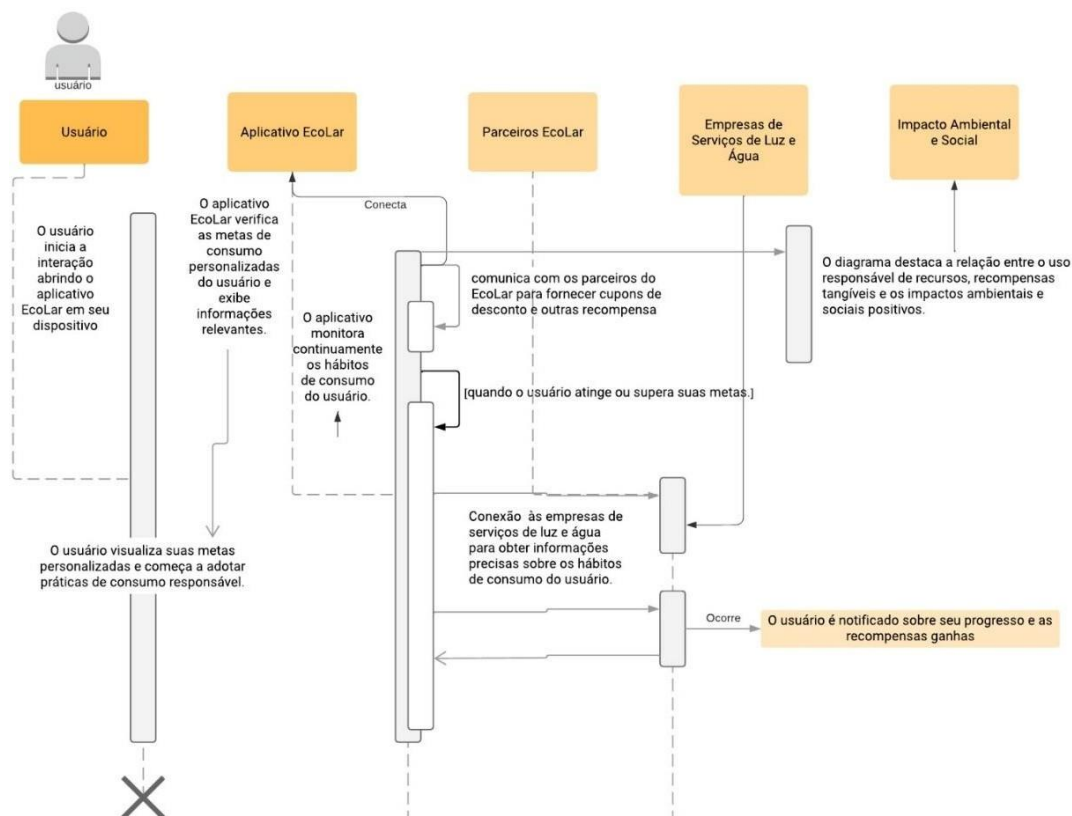 usuário
Usuário
Aplicativo EcoLar
Parceiros EcoLar
Empresas de
Serviços de Luz e
Água
Impacto Ambiental
e Social
O usuário
inicia a
interação
abrindo o
aplicativo
EcoLar em seu
dispositivo
O aplicativo
EcoLar verifica
as metas de
consumo
personalizadas
do usuário e
exibe
informações
relevantes.
Conecta
O aplicativo
monitora
continuamente
os hábitos
de consumo
do usuário.
comunica com os parceiros do
EcoLar para fornecer cupons de
desconto e outras recompensa
[quando o usuário atinge ou supera suas metas.]
O diagrama destaca a relação entre o uso
responsável de recursos, recompensas
tangíveis e os impactos ambientais e
sociais positivos.
Conexão às empresas de
serviços de luz e água
para obter informações
precisas sobre os hábitos
de consumo do usuário.
O usuário visualiza suas metas
personalizadas e começa a adotar
práticas de consumo responsável.
Ocorre
O usuário é notificado sobre seu progresso e as
recompensas ganhas